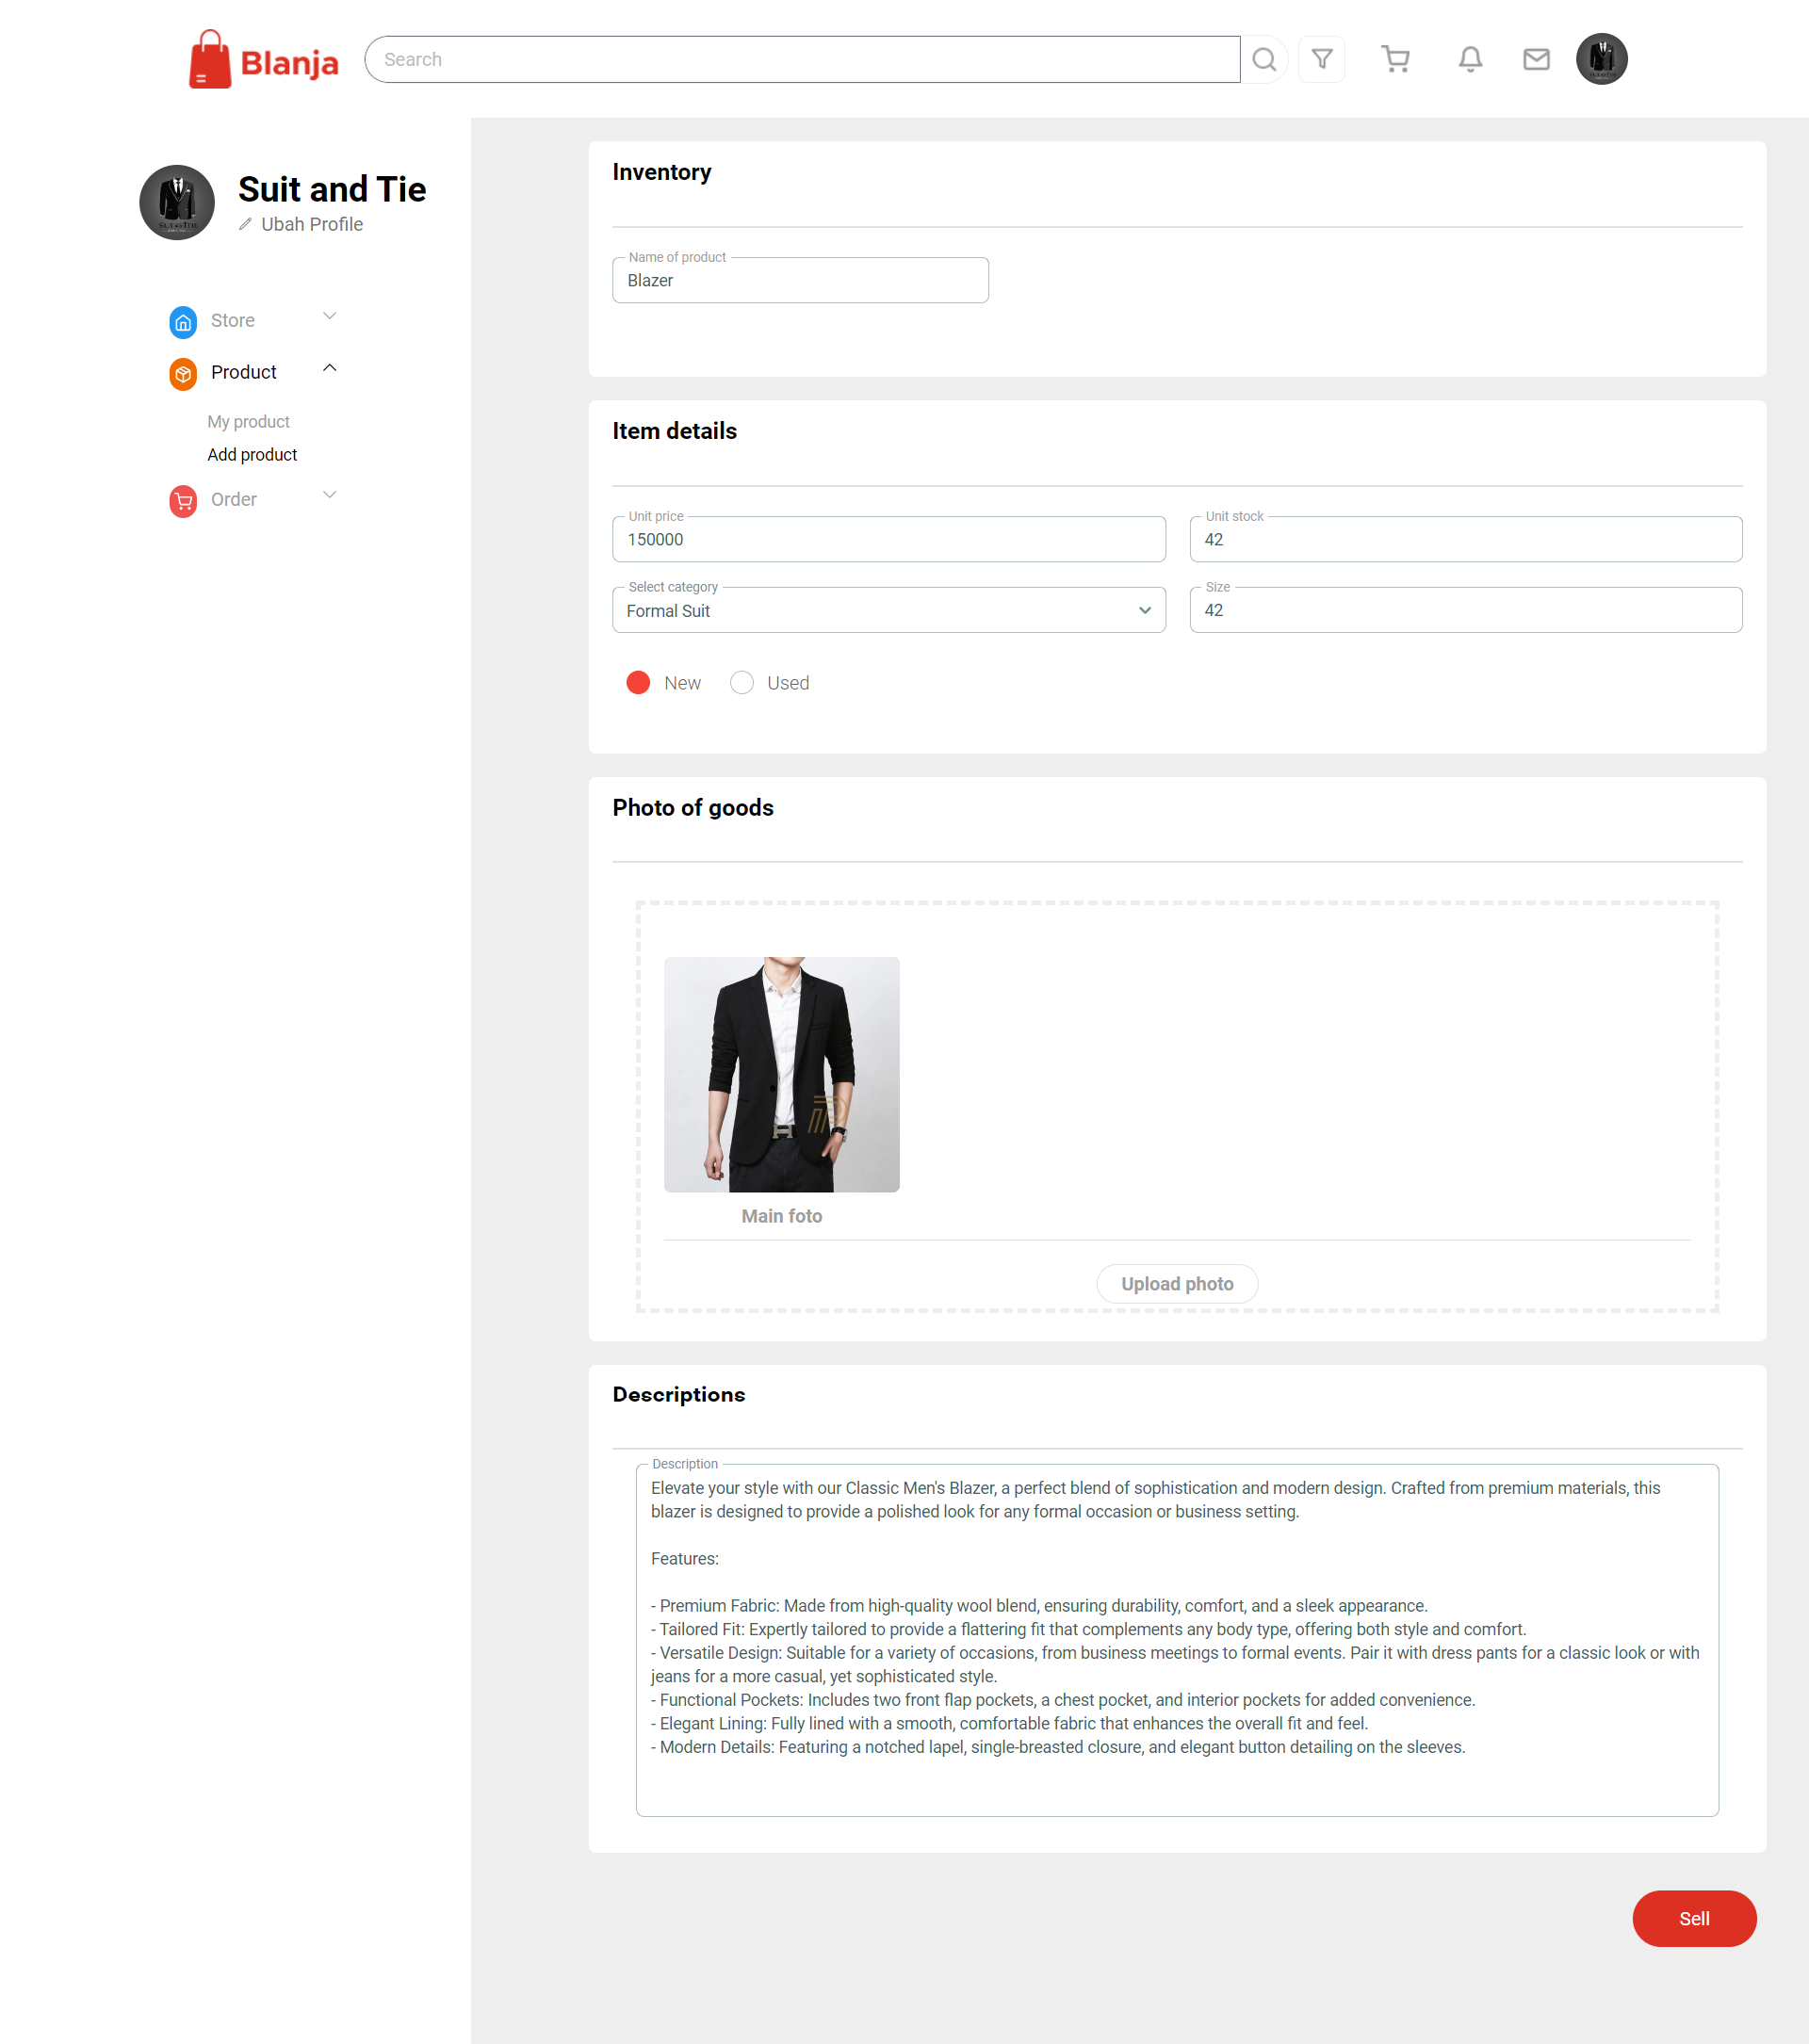 Blanja
Search
Suit and Tie
Ubah Profile
Store
Product
My product
Add product
Order
Inventory
Name of product
Blazer
Item details
Unit price
150000
Unit stock
42
Select category
Formal Suit
Size
42
New
Used
Photo of goods
Main foto
Upload photo
Descriptions
Description
Elevate your style with our Classic Men's Blazer, a perfect blend of sophistication and modern design. Crafted from premium materials, this
blazer is designed to provide a polished look for any formal occasion or business setting.
Features:
- Premium Fabric: Made from high-quality wool blend, ensuring durability, comfort, and a sleek appearance.
- Tailored Fit: Expertly tailored to provide a flattering fit that complements any body type, offering both style and comfort.
- Versatile Design: Suitable for a variety of occasions, from business meetings to formal events. Pair it with dress pants for a classic look or with
jeans for a more casual, yet sophisticated style.
- Functional Pockets: Includes two front flap pockets, a chest pocket, and interior pockets for added convenience.
- Elegant Lining: Fully lined with a smooth, comfortable fabric that enhances the overall fit and feel.
- Modern Details: Featuring a notched lapel, single-breasted closure, and elegant button detailing on the sleeves.
Sell